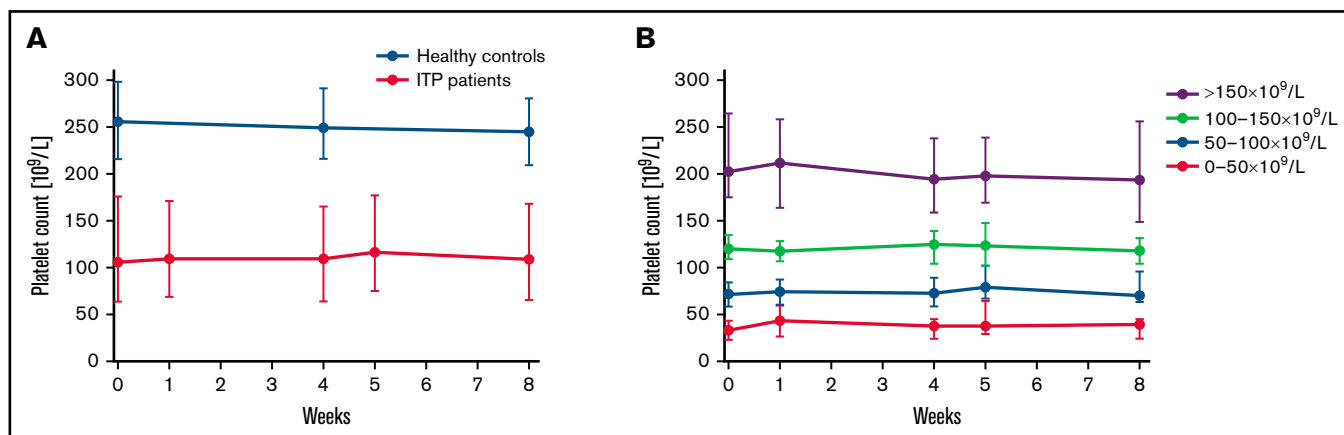 A
Healthy controls
ITP patients
Platelet count [10⁹/L]
300
250
200
150
100
50
0
0 1 2 3 4 5 6 7 8
Weeks
B
>150×10⁹/L
100–150×10⁹/L
50–100×10⁹/L
0–50×10⁹/L
Platelet count [10⁹/L]
300
250
200
150
100
50
0
0 1 2 3 4 5 6 7 8
Weeks